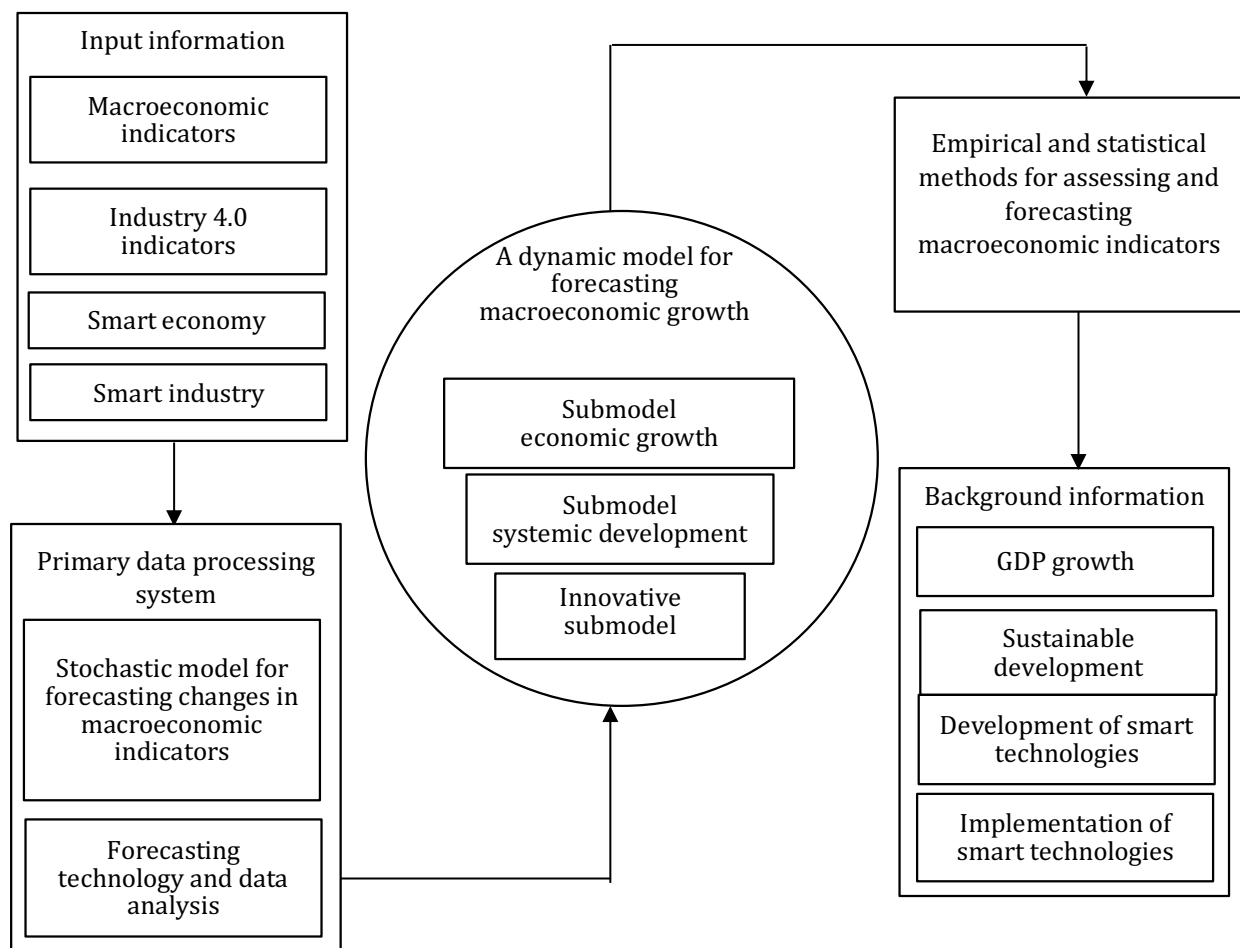 Input information
Macroeconomic
indicators
Industry 4.0
indicators
Smart economy
Smart industry
Primary data processing
system
Stochastic model for
forecasting changes in
macroeconomic
indicators
Forecasting
technology and data
analysis
A dynamic model for
forecasting
macroeconomic growth
Submodel
economic growth
Submodel
systemic development
Innovative
submodel
Empirical and statistical
methods for assessing and
forecasting
macroeconomic indicators
Background information
GDP growth
Sustainable
development
Development of smart
technologies
Implementation of
smart technologies